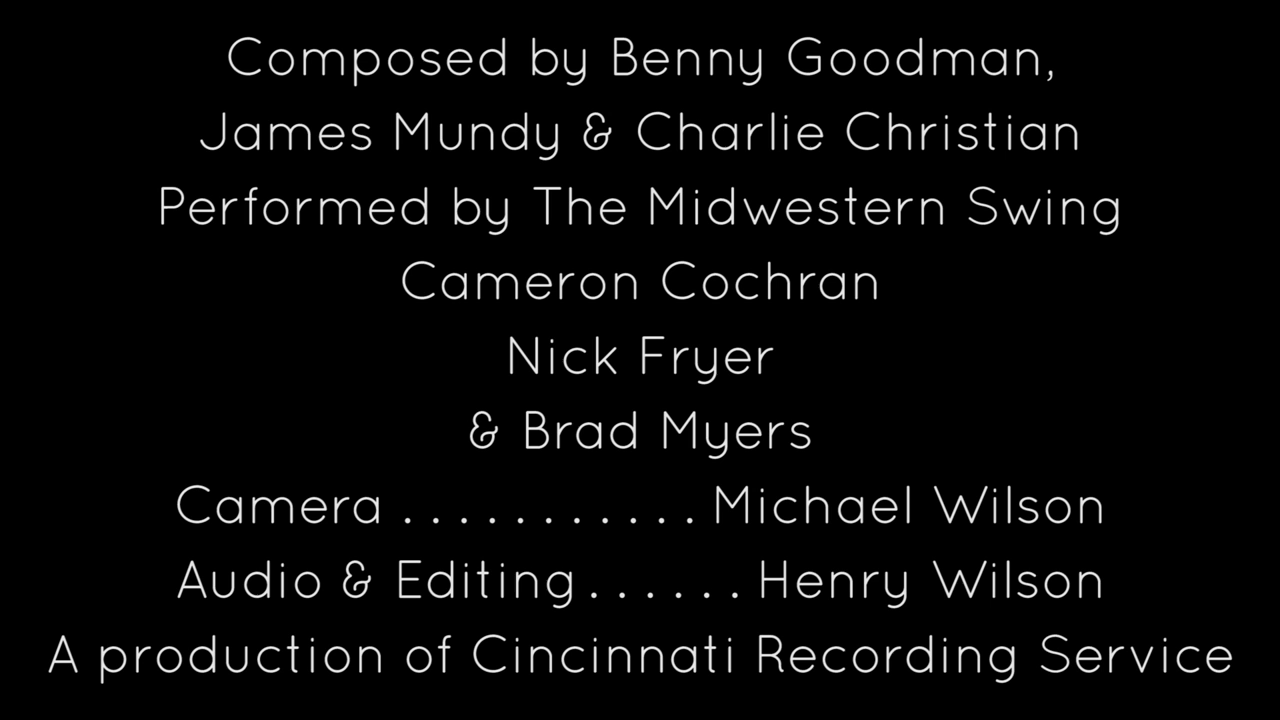 Composed by Benny Goodman,
James Mundy & Charlie Christian
Performed by The Midwestern Swing
Cameron Cochran
Nick Fryer
& Brad Myers
Camera . . . . . . . . . . . Michael Wilson
Audio & Editing . . . . . . Henry Wilson
A production of Cincinnati Recording Service